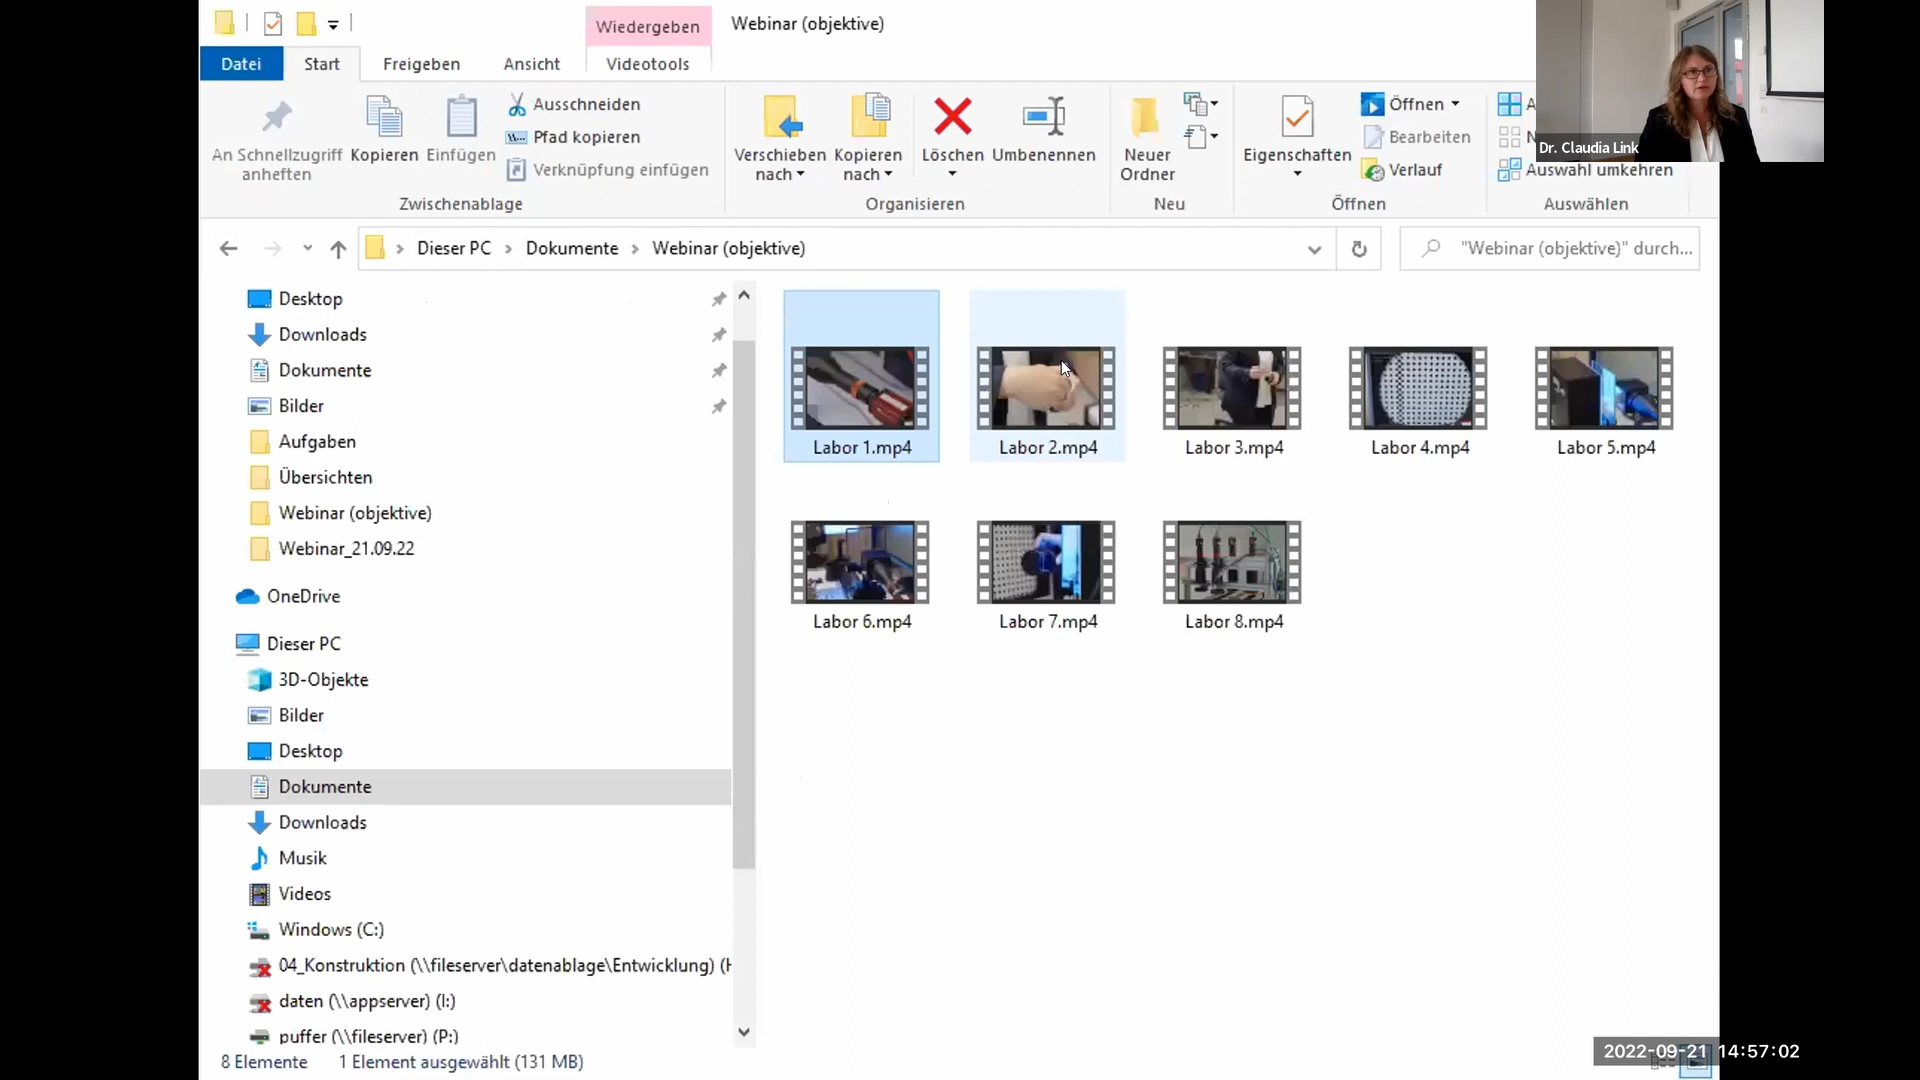 Wiedergeben
Webinar (objektive)
Datei
Start
Freigeben
Ansicht
Videotools
An Schnellzugriff
anheften
Kopieren
Einfügen
Ausschneiden
Pfad kopieren
Verknüpfung einfügen
Zwischenablage
Verschieben
nach
Kopieren
nach
Löschen
Umbenennen
Organisieren
Neuer
Ordner
Neu
Eigenschaften
Öffnen
Bearbeiten
Verlauf
Öffnen
A
N
Auswahl umkehren
Auswählen
Dr. Claudia Link
Dieser PC
Dokumente
Webinar (objektive)
"Webinar (objektive)" durch...
Desktop
Downloads
Dokumente
Bilder
Aufgaben
Übersichten
Webinar (objektive)
Webinar_21.09.22
OneDrive
Dieser PC
3D-Objekte
Bilder
Desktop
Dokumente
Downloads
Musik
Videos
Windows (C:)
04_Konstruktion (\\fileserver\datenablage\Entwicklung) (H
daten (\\appserver) (I:)
puffer (\\fileserver) (P:)
Labor 1.mp4
Labor 2.mp4
Labor 3.mp4
Labor 4.mp4
Labor 5.mp4
Labor 6.mp4
Labor 7.mp4
Labor 8.mp4
8 Elemente
1 Element ausgewählt (131 MB)
2022-09-21 14:57:02